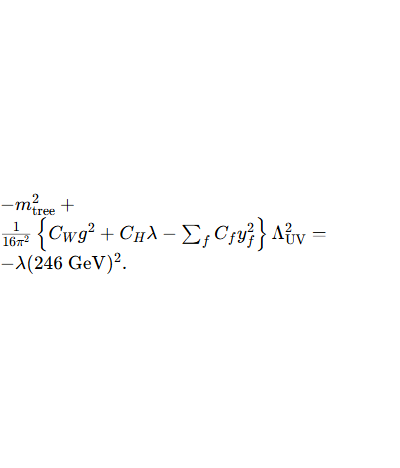 −m²_tree +
1/16π² {C_W g² + C_H λ − ∑_f C_f y_f²} Λ²_UV =
−λ(246 GeV)².